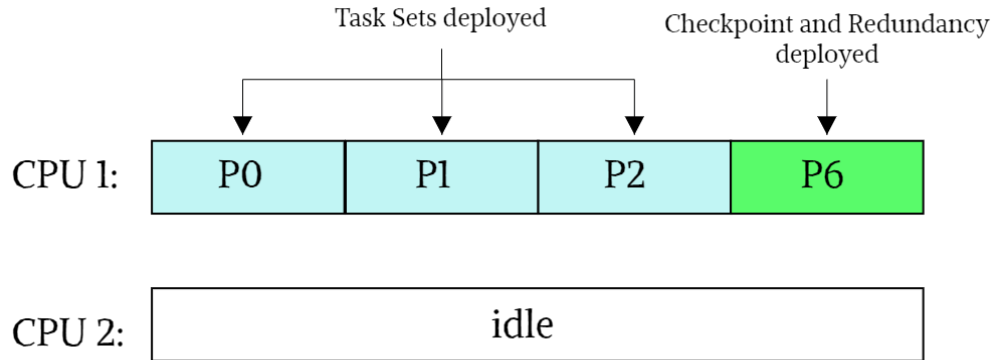 Task Sets deployed
Checkpoint and Redundancy
deployed
CPU 1:
P0
P1
P2
P6
CPU 2:
idle